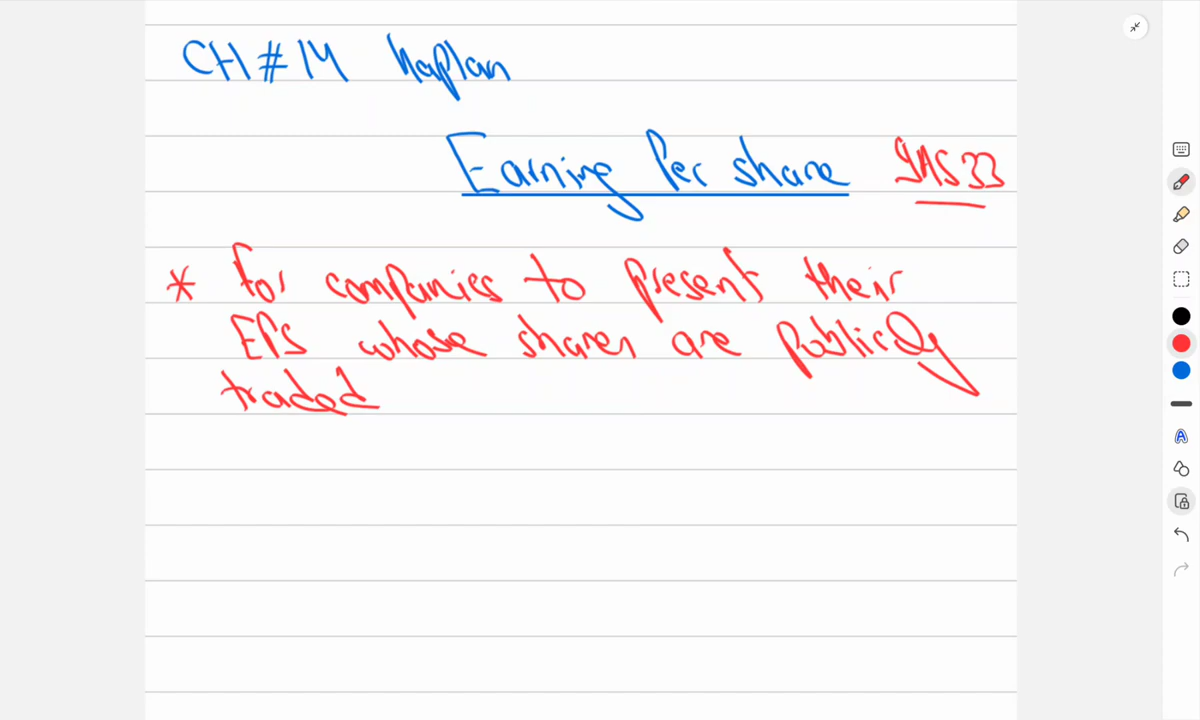 CH # 14 Kaplan
Earning Per share IAS 33
* For companies to present their
EPS whose shares are publicly
traded